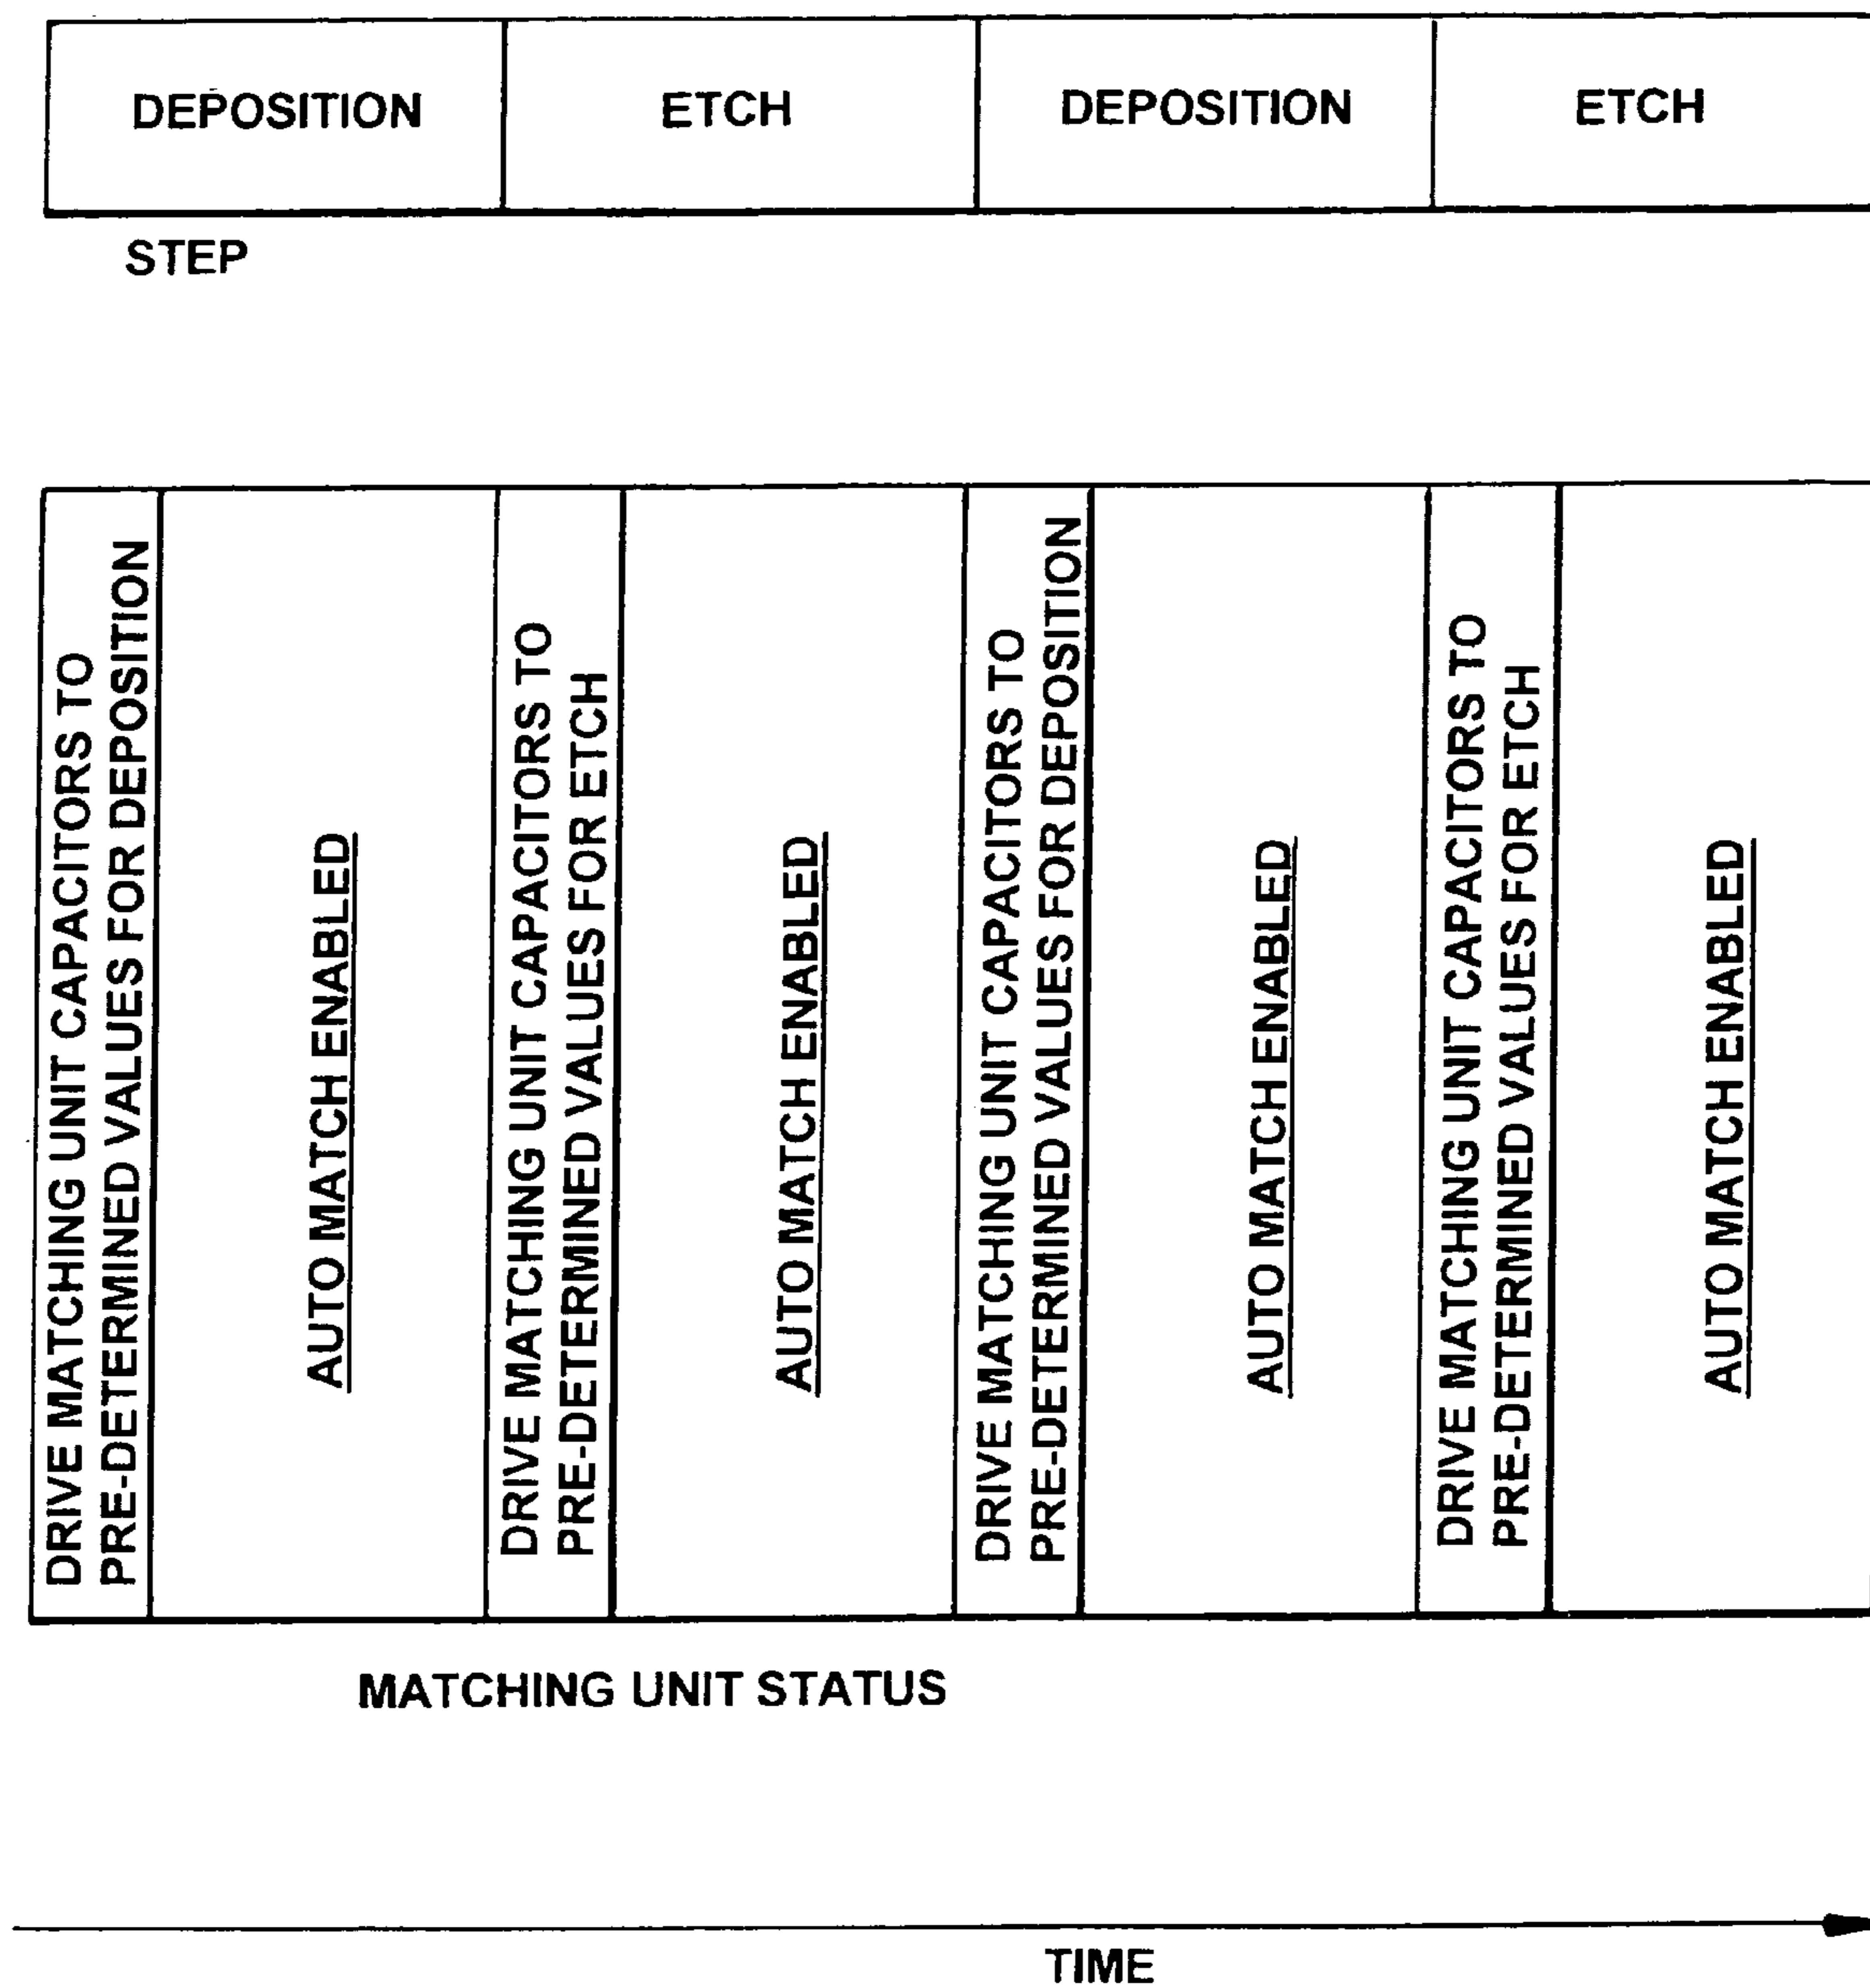 DEPOSITION
ETCH
DEPOSITION
ETCH
STEP
DRIVE MATCHING UNIT CAPACITORS TO
PRE-DETERMINED VALUES FOR DEPOSITION
AUTO MATCH ENABLED
DRIVE MATCHING UNIT CAPACITORS TO
PRE-DETERMINED VALUES FOR ETCH
AUTO MATCH ENABLED
DRIVE MATCHING UNIT CAPACITORS TO
PRE-DETERMINED VALUES FOR DEPOSITION
AUTO MATCH ENABLED
DRIVE MATCHING UNIT CAPACITORS TO
PRE-DETERMINED VALUES FOR ETCH
AUTO MATCH ENABLED
MATCHING UNIT STATUS
TIME